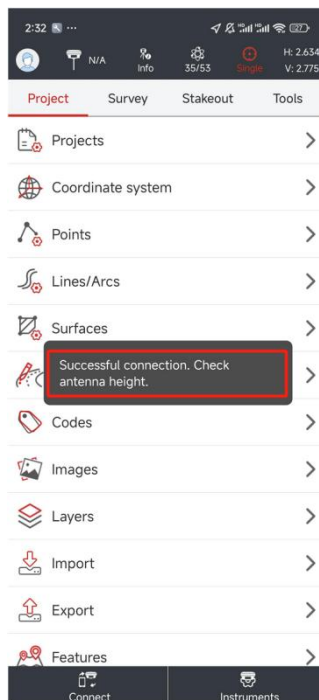 2:32 ...
N/A
Info
35/53
Single
H: 2.634
V: 2.775
Project Survey Stakeout Tools
Projects
Coordinate system
Points
Lines/Arcs
Surfaces
Successful connection. Check
antenna height.
Codes
Images
Layers
Import
Export
Features
Connect Instruments